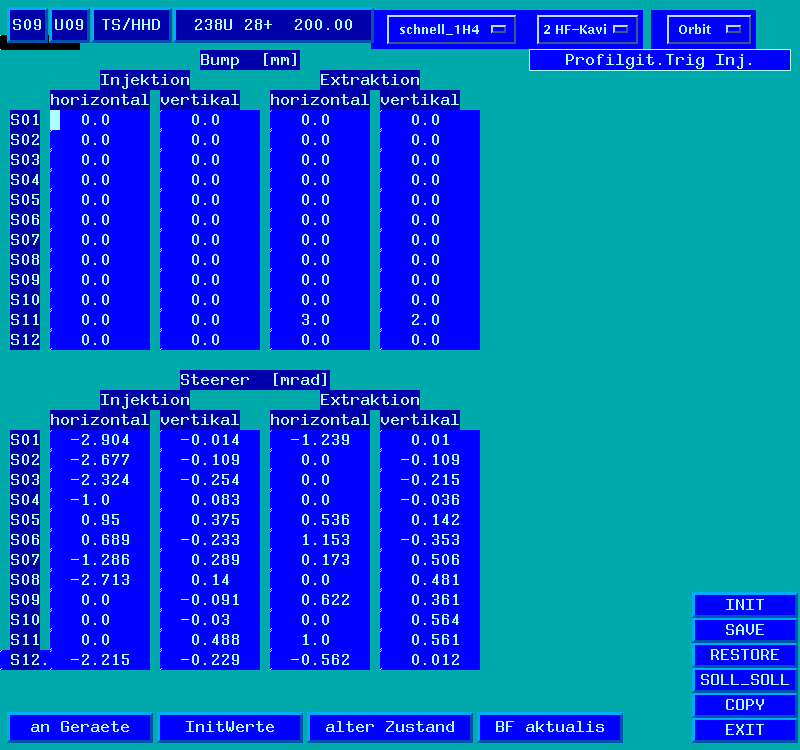 S09 U09 TS/HHD 238U 28+ 200.00 schnell_1H4 2 HF-Kavi Orbit
Bump [mm] Profilgit.Trig Inj.
Injektion Extraktion
horizontal vertikal horizontal vertikal
S01 0.0 0.0 0.0 0.0
S02 0.0 0.0 0.0 0.0
S03 0.0 0.0 0.0 0.0
S04 0.0 0.0 0.0 0.0
S05 0.0 0.0 0.0 0.0
S06 0.0 0.0 0.0 0.0
S07 0.0 0.0 0.0 0.0
S08 0.0 0.0 0.0 0.0
S09 0.0 0.0 0.0 0.0
S10 0.0 0.0 0.0 0.0
S11 0.0 0.0 3.0 2.0
S12 0.0 0.0 0.0 0.0
Steerer [mrad]
Injektion Extraktion
horizontal vertikal horizontal vertikal
S01 -2.904 -0.014 -1.239 0.01
S02 -2.677 -0.109 0.0 -0.109
S03 -2.324 -0.254 0.0 -0.215
S04 -1.0 0.083 0.0 -0.036
S05 0.95 0.375 0.536 0.142
S06 0.689 -0.233 1.153 -0.353
S07 -1.286 0.289 0.173 0.506
S08 -2.713 0.14 0.0 0.481
S09 0.0 -0.091 0.622 0.361
S10 0.0 -0.03 0.0 0.564
S11 0.0 0.488 1.0 0.561
S12. -2.215 -0.229 -0.562 0.012
INIT
SAVE
RESTORE
SOLL_SOLL
COPY
EXIT
an Geraete InitWerte alter Zustand BF aktualis